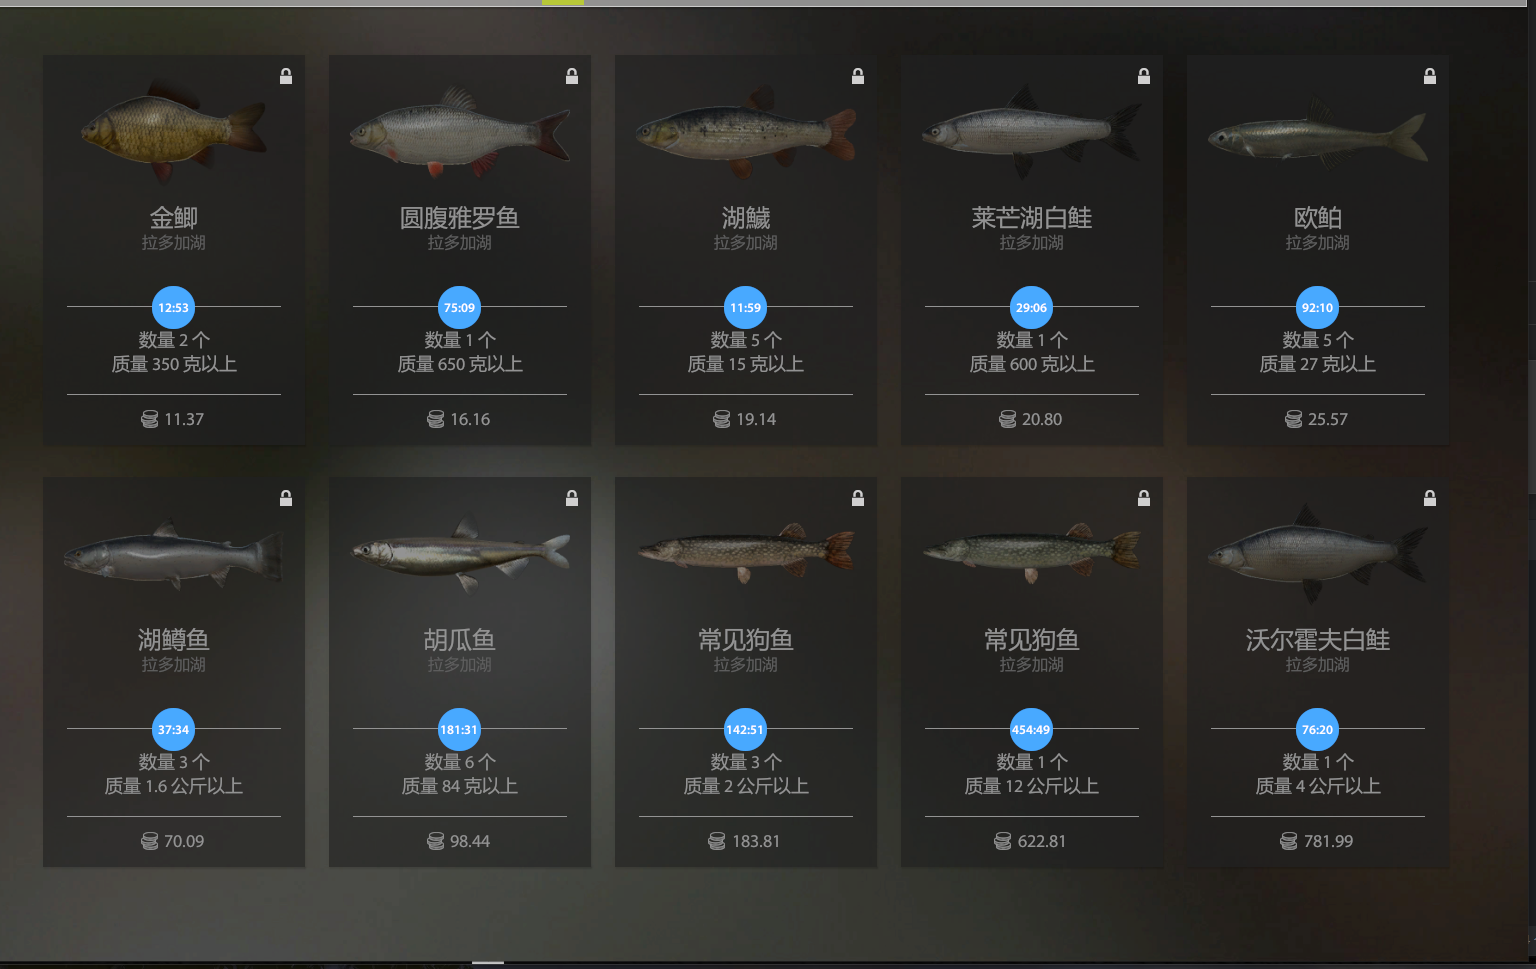 金鲫
拉多加湖
12:53
数量 2 个
质量 350 克以上
11.37
圆腹雅罗鱼
拉多加湖
75:09
数量 1 个
质量 650 克以上
16.16
湖鱥
拉多加湖
11:59
数量 5 个
质量 15 克以上
19.14
莱芒湖白鲑
拉多加湖
29:06
数量 1 个
质量 600 克以上
20.80
欧鲌
拉多加湖
92:10
数量 5 个
质量 27 克以上
25.57
湖鳟鱼
拉多加湖
37:34
数量 3 个
质量 1.6 公斤以上
70.09
胡瓜鱼
拉多加湖
181:31
数量 6 个
质量 84 克以上
98.44
常见狗鱼
拉多加湖
142:51
数量 3 个
质量 2 公斤以上
183.81
常见狗鱼
拉多加湖
454:49
数量 1 个
质量 12 公斤以上
622.81
沃尔霍夫白鲑
拉多加湖
76:20
数量 1 个
质量 4 公斤以上
781.99